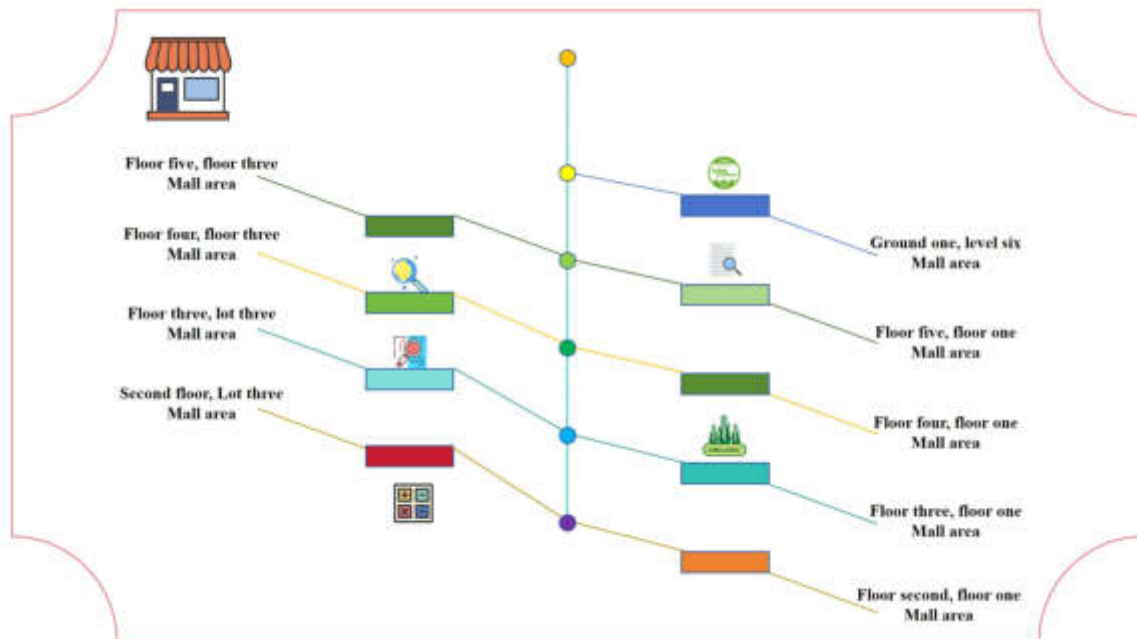 Floor five, floor three
Mall area
Floor four, floor three
Mall area
Floor three, lot three
Mall area
Second floor, Lot three
Mall area
Ground one, level six
Mall area
Floor five, floor one
Mall area
Floor four, floor one
Mall area
Floor three, floor one
Mall area
Floor second, floor one
Mall area